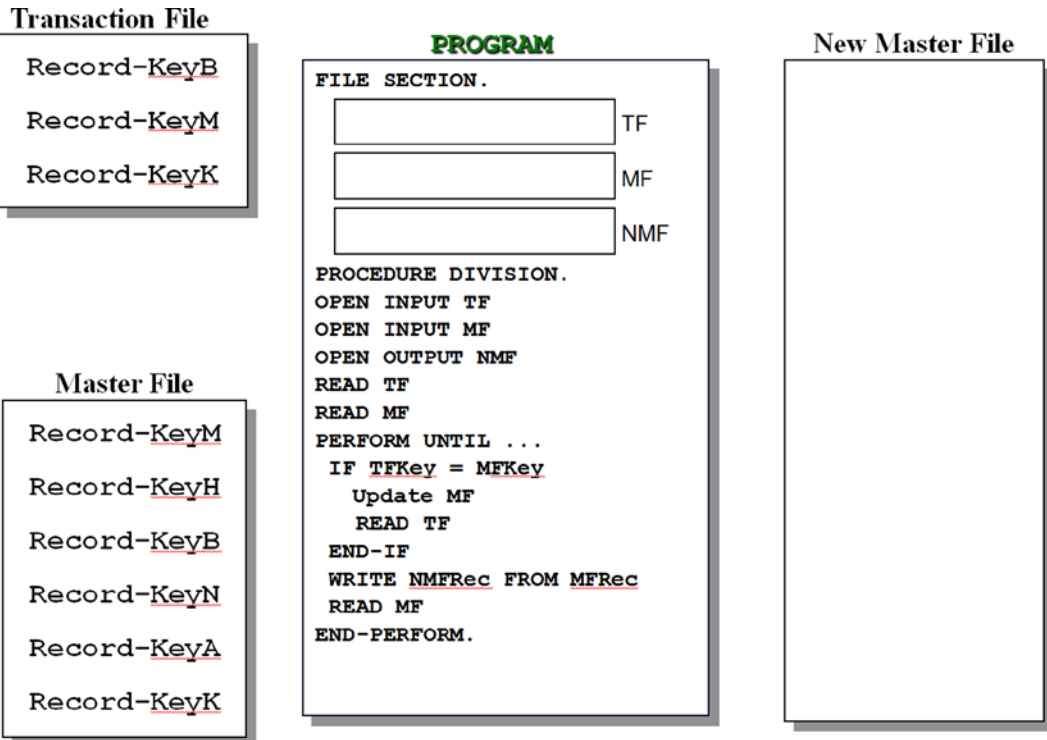 Transaction File
Record-KeyB
Record-KeyM
Record-KeyK
Master File
Record-KeyM
Record-KeyH
Record-KeyB
Record-KeyN
Record-KeyA
Record-KeyK
PROGRAM
FILE SECTION.
TF
MF
NMF
PROCEDURE DIVISION.
OPEN INPUT TF
OPEN INPUT MF
OPEN OUTPUT NMF
READ TF
READ MF
PERFORM UNTIL ...
IF TFKey = MFKey
Update MF
READ TF
END-IF
WRITE NMFRec FROM MFRec
READ MF
END-PERFORM.
New Master File